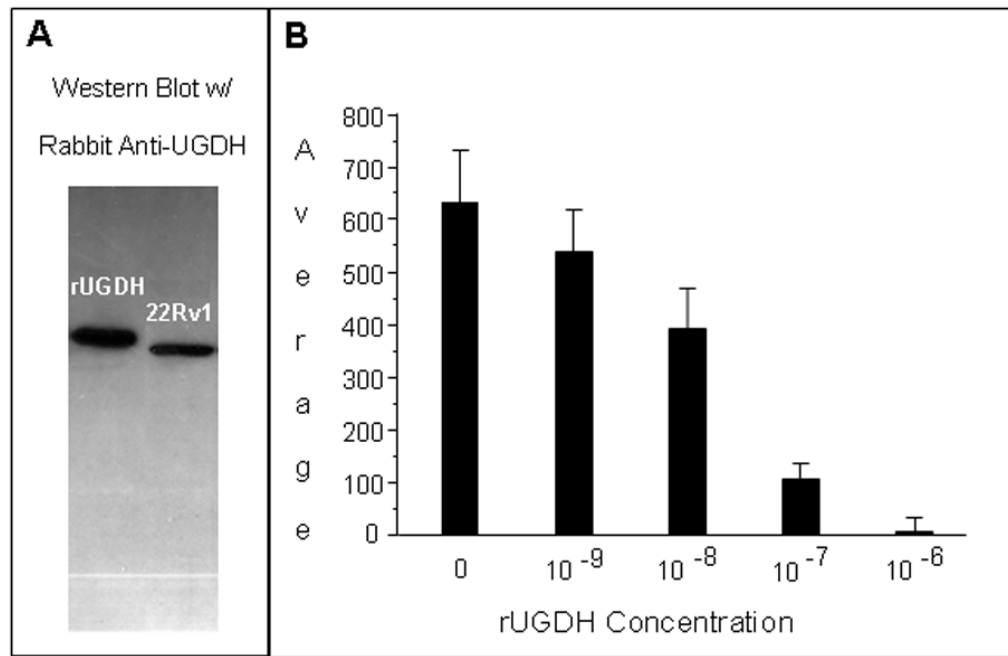 A
Western Blot w/
Rabbit Anti-UGDH
rUGDH
22Rv1
B
Average
800
700
600
500
400
300
200
100
0
0
10 -9
10 -8
10 -7
10 -6
rUGDH Concentration